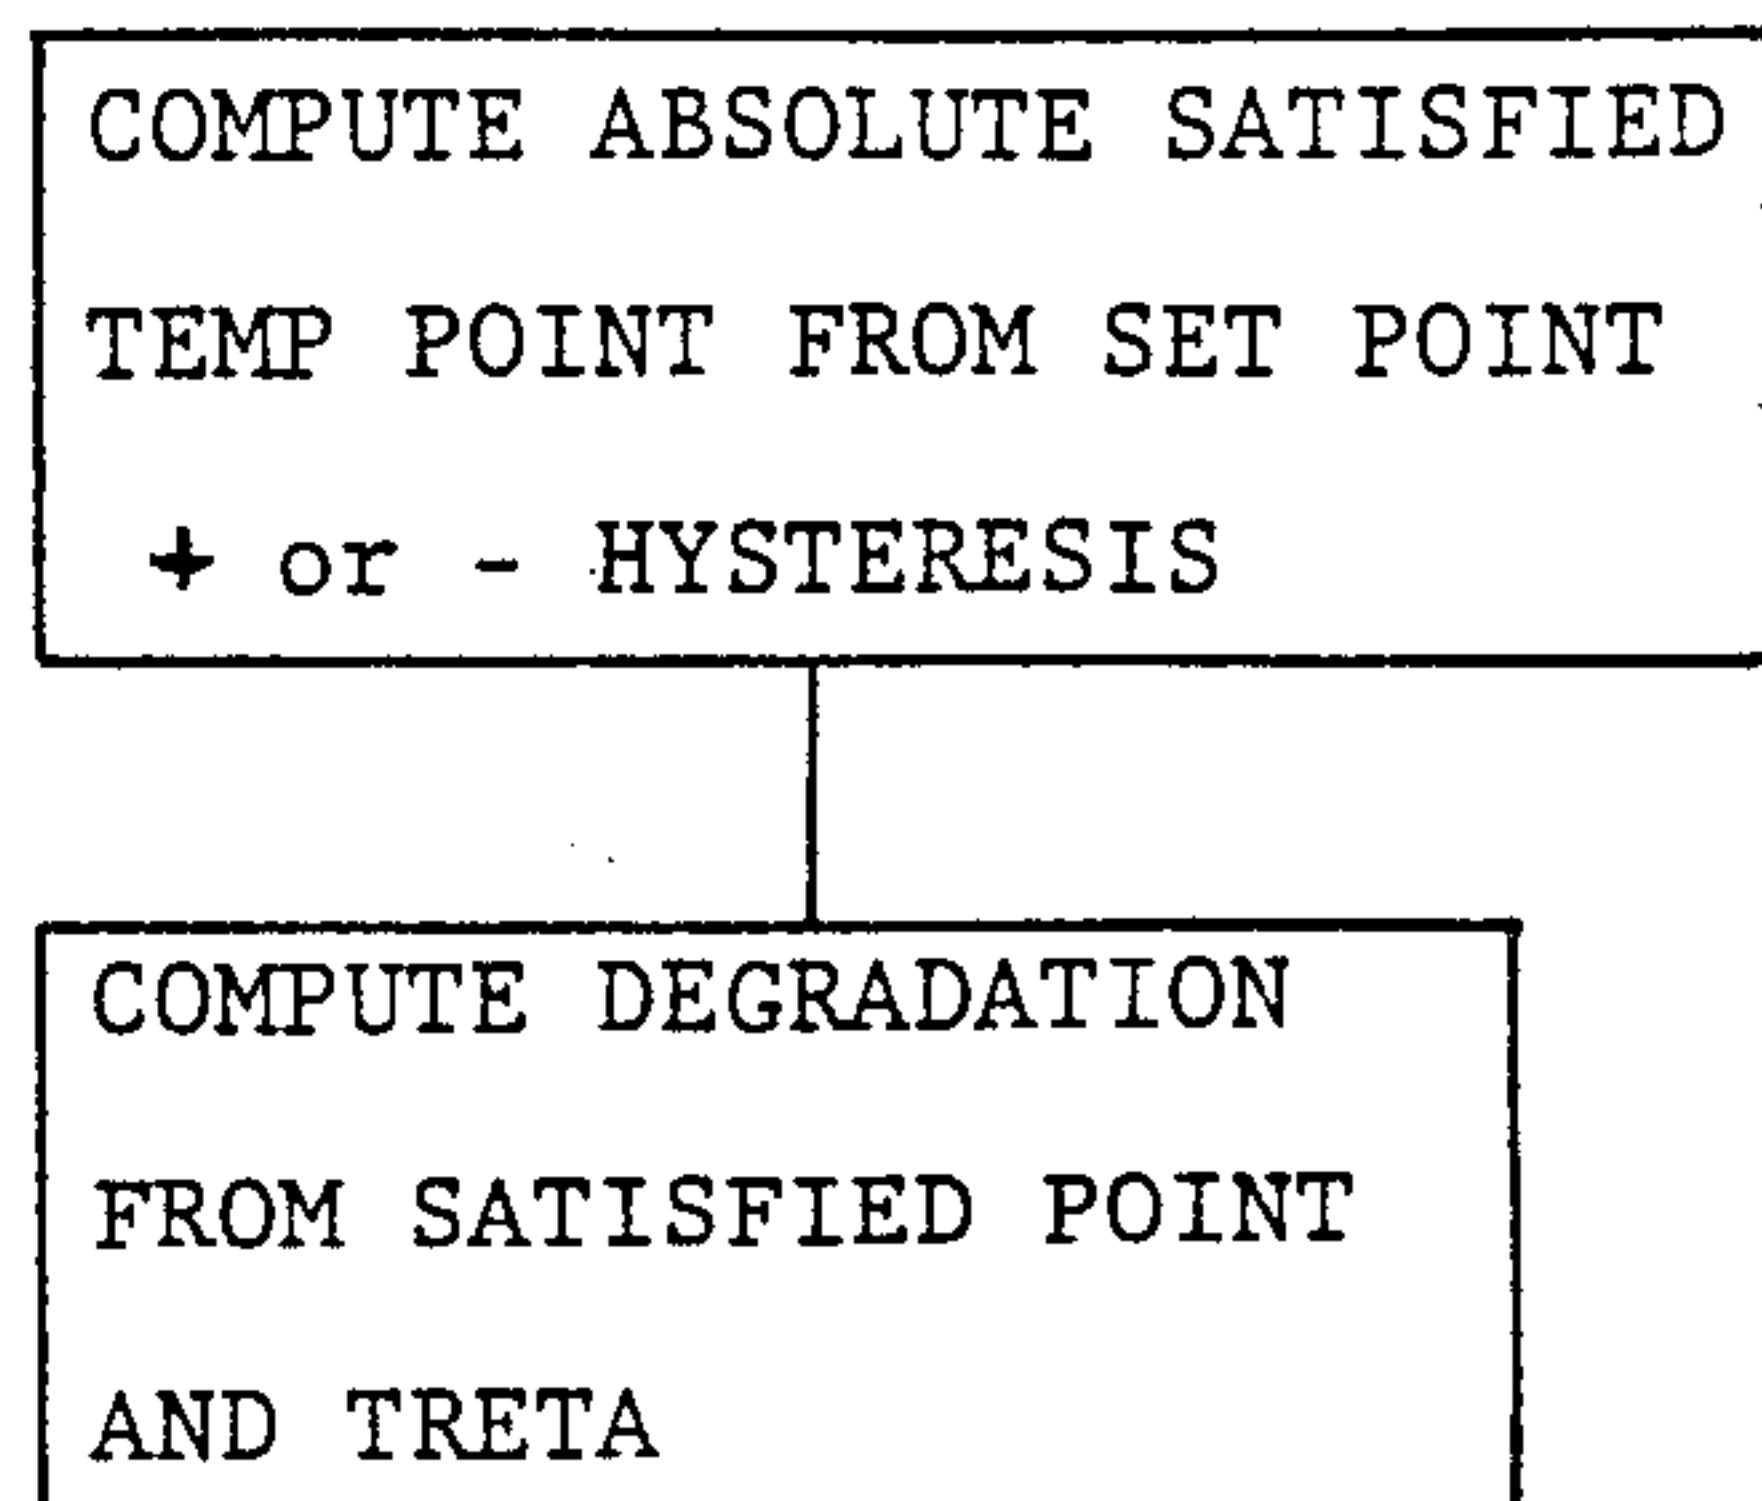 COMPUTE ABSOLUTE SATISFIED
TEMP POINT FROM SET POINT
+ or - HYSTERESIS
COMPUTE DEGRADATION
FROM SATISFIED POINT
AND TRETA